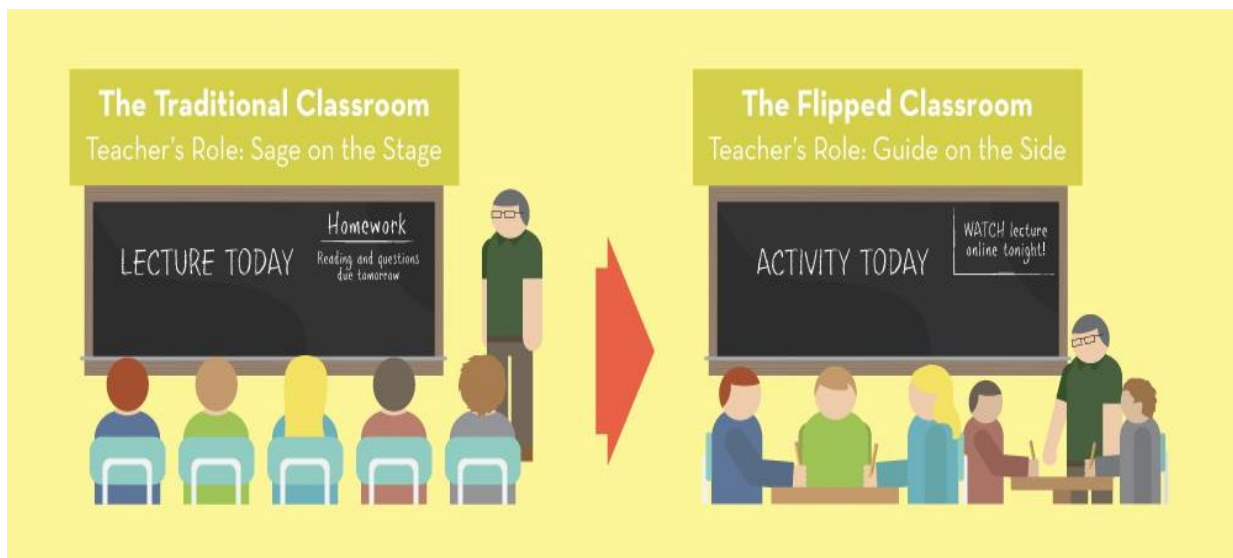 The Traditional Classroom
Teacher's Role: Sage on the Stage
LECTURE TODAY
Homework
Reading and questions
due tomorrow
The Flipped Classroom
Teacher's Role: Guide on the Side
ACTIVITY TODAY
WATCH lecture
online tonight!